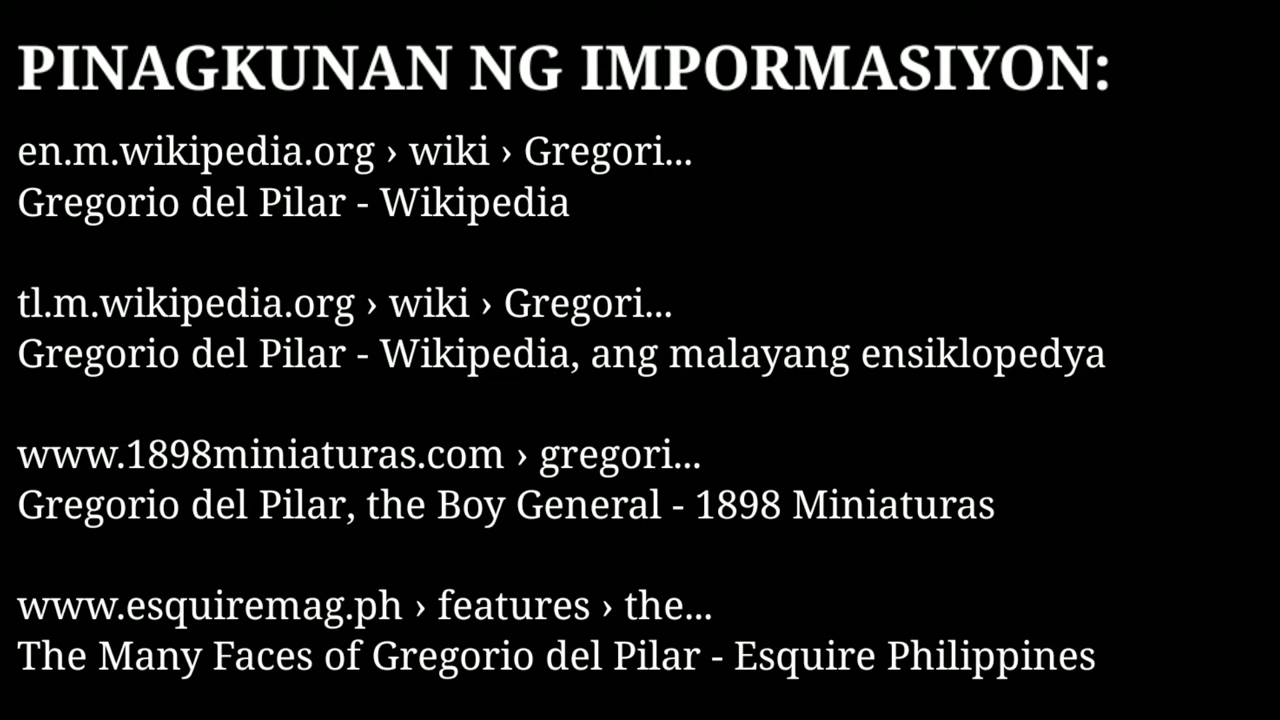 PINAGKUNAN NG IMPORMASIYON:
en.m.wikipedia.org › wiki › Gregori...
Gregorio del Pilar - Wikipedia
tl.m.wikipedia.org › wiki › Gregori...
Gregorio del Pilar - Wikipedia, ang malayang ensiklopedya
www.1898miniaturas.com › gregori...
Gregorio del Pilar, the Boy General - 1898 Miniaturas
www.esquiremag.ph › features › the...
The Many Faces of Gregorio del Pilar - Esquire Philippines